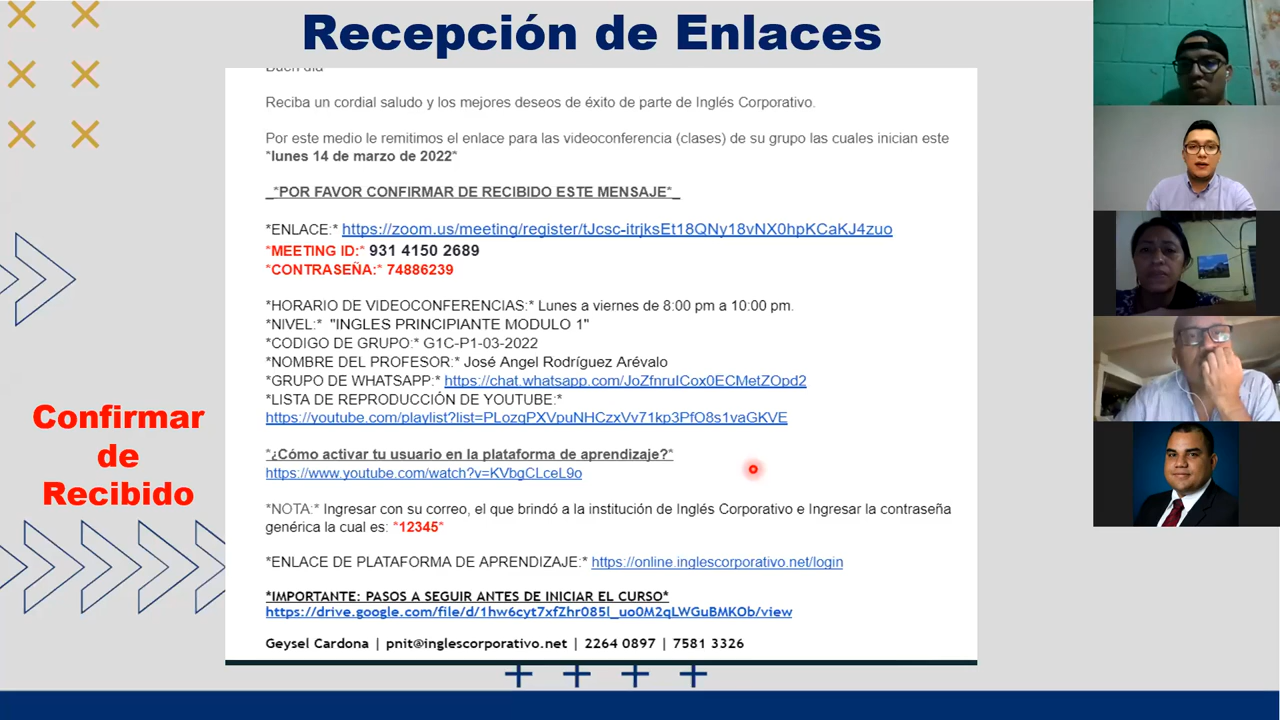 Recepción de Enlaces
Buen día
Reciba un cordial saludo y los mejores deseos de éxito de parte de Inglés Corporativo.
Por este medio le remitimos el enlace para las videoconferencia (clases) de su grupo las cuales inician este
*lunes 14 de marzo de 2022*
_*POR FAVOR CONFIRMAR DE RECIBIDO ESTE MENSAJE*_
*ENLACE:* https://zoom.us/meeting/register/tJcsc-itrjksEt18QNy18vNX0hpKCaKJ4zuo
*MEETING ID:* 931 4150 2689
*CONTRASEÑA:* 74886239
*HORARIO DE VIDEOCONFERENCIAS:* Lunes a viernes de 8:00 pm a 10:00 pm.
*NIVEL:* "INGLES PRINCIPIANTE MODULO 1"
*CODIGO DE GRUPO:* G1C-P1-03-2022
*NOMBRE DEL PROFESOR:* José Angel Rodríguez Arévalo
*GRUPO DE WHATSAPP:* https://chat.whatsapp.com/JoZfnruICox0ECMetZOpd2
*LISTA DE REPRODUCCIÓN DE YOUTUBE:*
https://youtube.com/playlist?list=PLozqPXVpuNHCzxVv71kp3PfO8s1vaGKVE
*¿Cómo activar tu usuario en la plataforma de aprendizaje?*
https://www.youtube.com/watch?v=KVbgCLceL9o
*NOTA:* Ingresar con su correo, el que brindó a la institución de Inglés Corporativo e Ingresar la contraseña
genérica la cual es: *12345*
*ENLACE DE PLATAFORMA DE APRENDIZAJE:* https://online.inglescorporativo.net/login
*IMPORTANTE: PASOS A SEGUIR ANTES DE INICIAR EL CURSO*
https://drive.google.com/file/d/1hw6cyt7xfZhr085l_uo0M2qLWGuBMKOb/view
Geysel Cardona | pnit@inglescorporativo.net | 2264 0897 | 7581 3326
Confirmar
de
Recibido